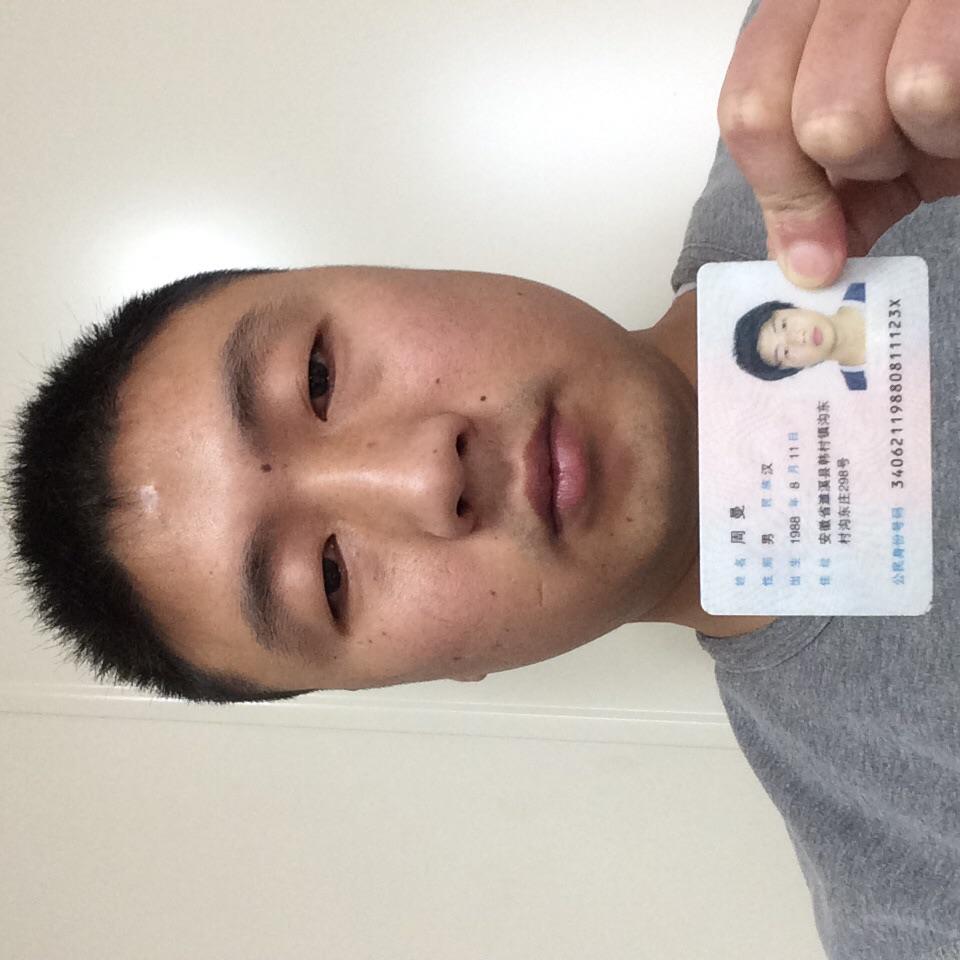 姓名 周曼
性别 男 民族 汉
出生 1988 年 8 月 11 日
住址 安徽省濉溪县韩村镇沟东
村沟东庄298号
公民身份号码 34062119880811123X